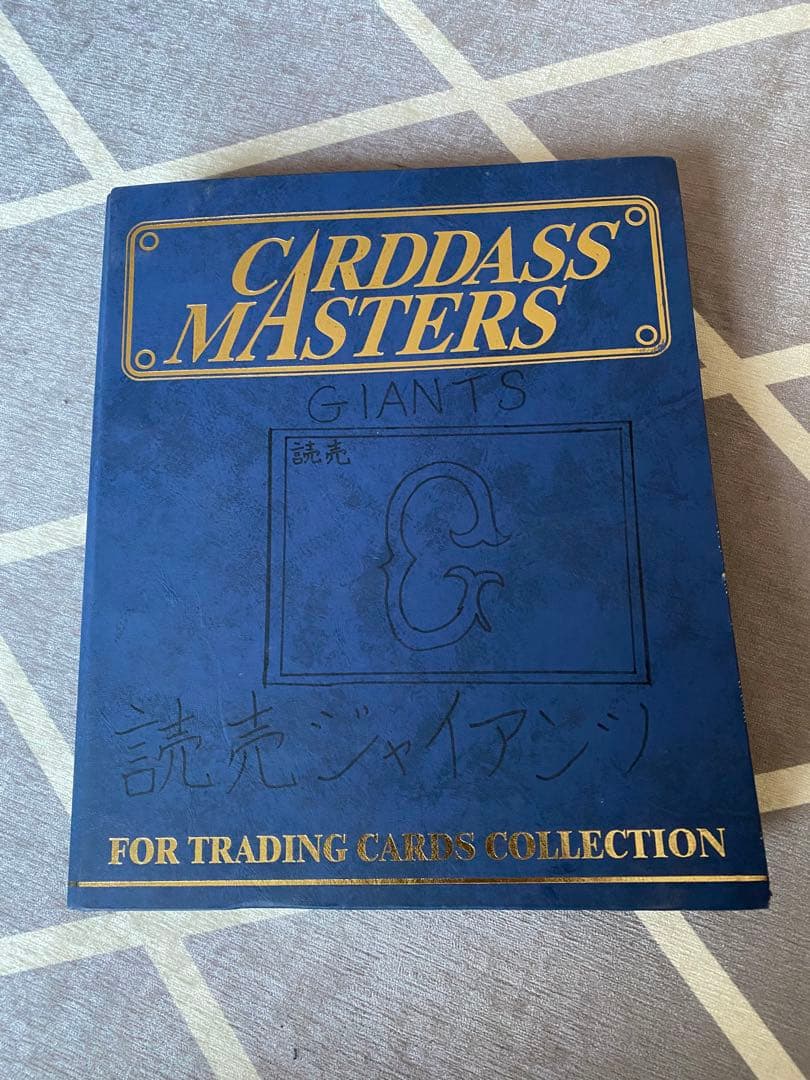 CARDDASS
MASTERS
GIANTS
読売
G
読売ジャイアンツ
FOR TRADING CARDS COLLECTION